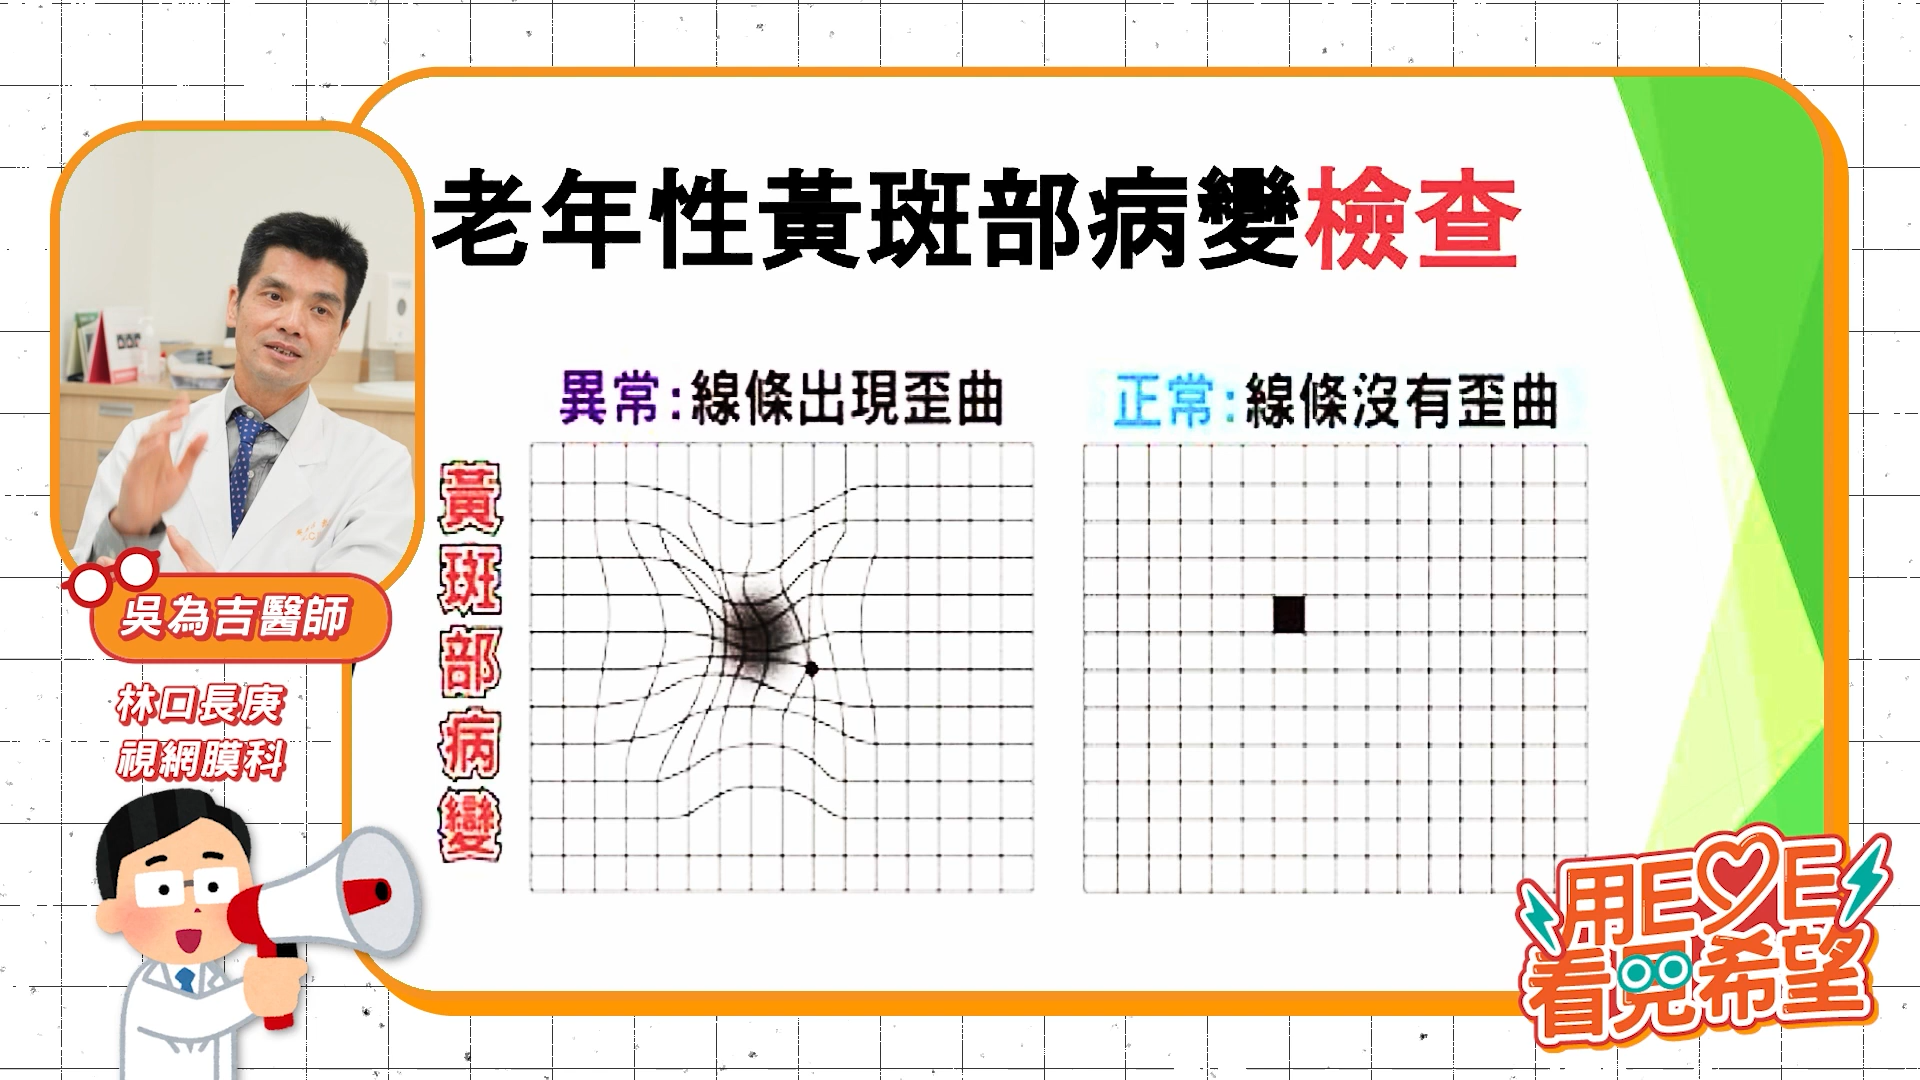 老年性黃斑部病變檢查
異常:線條出現歪曲
正常:線條沒有歪曲
黃斑部病變
吳為吉醫師
林口長庚
視網膜科
用EYE
看見希望